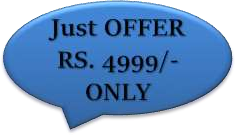 Just OFFER
RS. 4999/-
ONLY